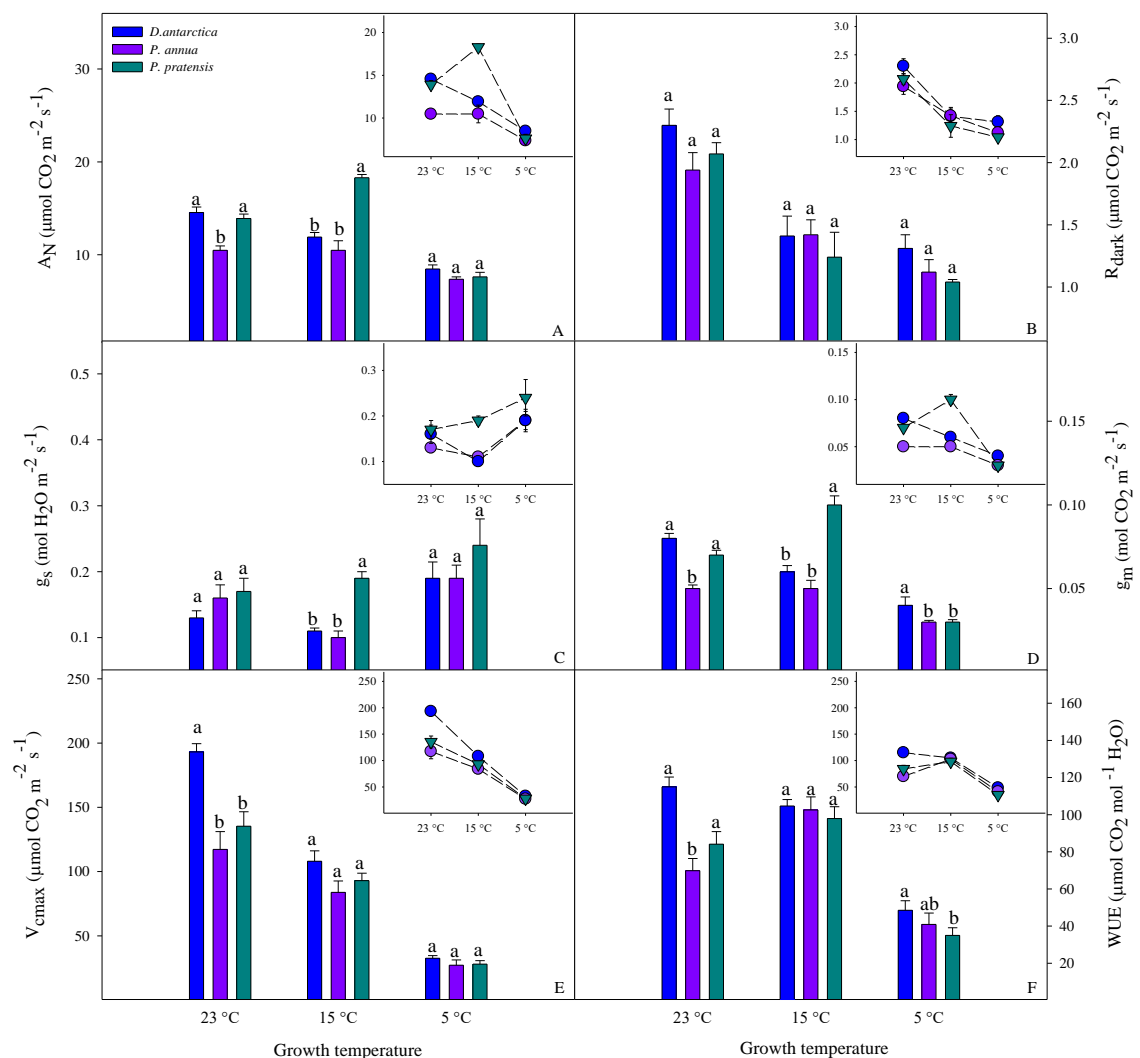 D.antarctica
P. annua
P. pratensis
A_N (µmol CO₂ m⁻² s⁻¹)
30
20
10
20
15
10
23 °C 15 °C 5 °C
a b a b b a a a a
A
R_dark (µmol CO₂ m⁻² s⁻¹)
3.0
2.5
2.0
1.5
1.0
3.0
2.5
2.0
1.5
1.0
23 °C 15 °C 5 °C
a a a a a a a a a
B
g_s (mol H₂O m⁻² s⁻¹)
0.5
0.4
0.3
0.2
0.1
0.3
0.2
0.1
23 °C 15 °C 5 °C
a a a b b a a a a
C
g_m (mol CO₂ m⁻² s⁻¹)
0.15
0.10
0.05
0.15
0.10
0.05
0.00
23 °C 15 °C 5 °C
a b a b b a a b b
D
V_cmax (µmol CO₂ m⁻² s⁻¹)
250
200
150
100
50
250
200
150
100
50
23 °C 15 °C 5 °C
a b b a a a a a a
E
WUE (µmol CO₂ mol⁻¹ H₂O)
160
140
120
100
80
60
40
20
250
200
150
100
50
23 °C 15 °C 5 °C
a b a a a a a ab b
F
23 °C 15 °C 5 °C
23 °C 15 °C 5 °C
Growth temperature
Growth temperature